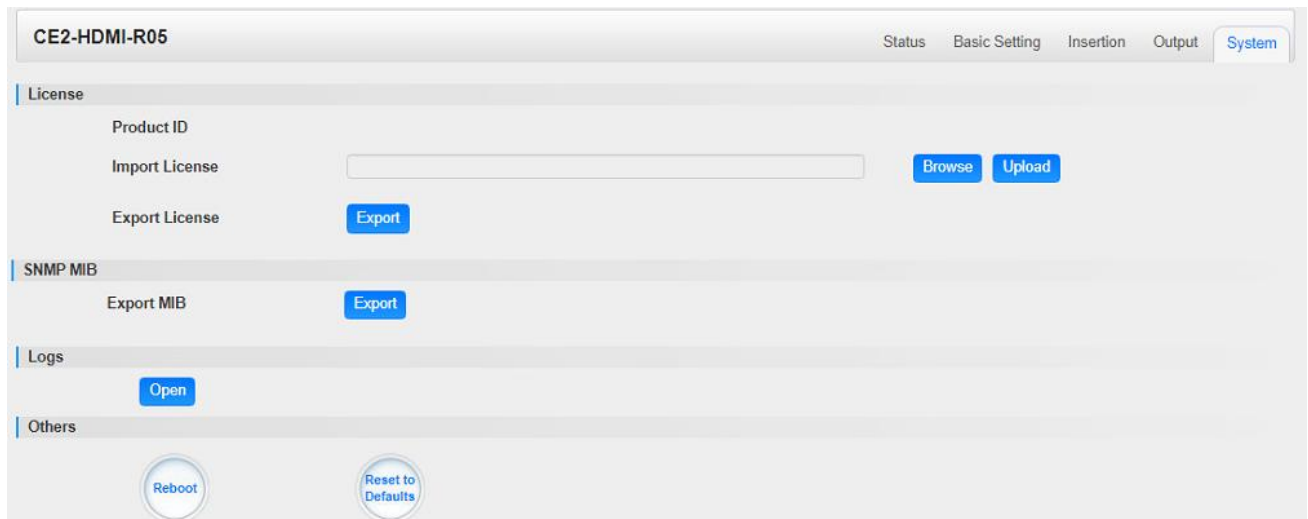 CE2-HDMI-R05 Status Basic Setting Insertion Output System
License
Product ID
Import License Browse Upload
Export License Export
SNMP MIB
Export MIB Export
Logs
Open
Others
Reboot Reset to
Defaults